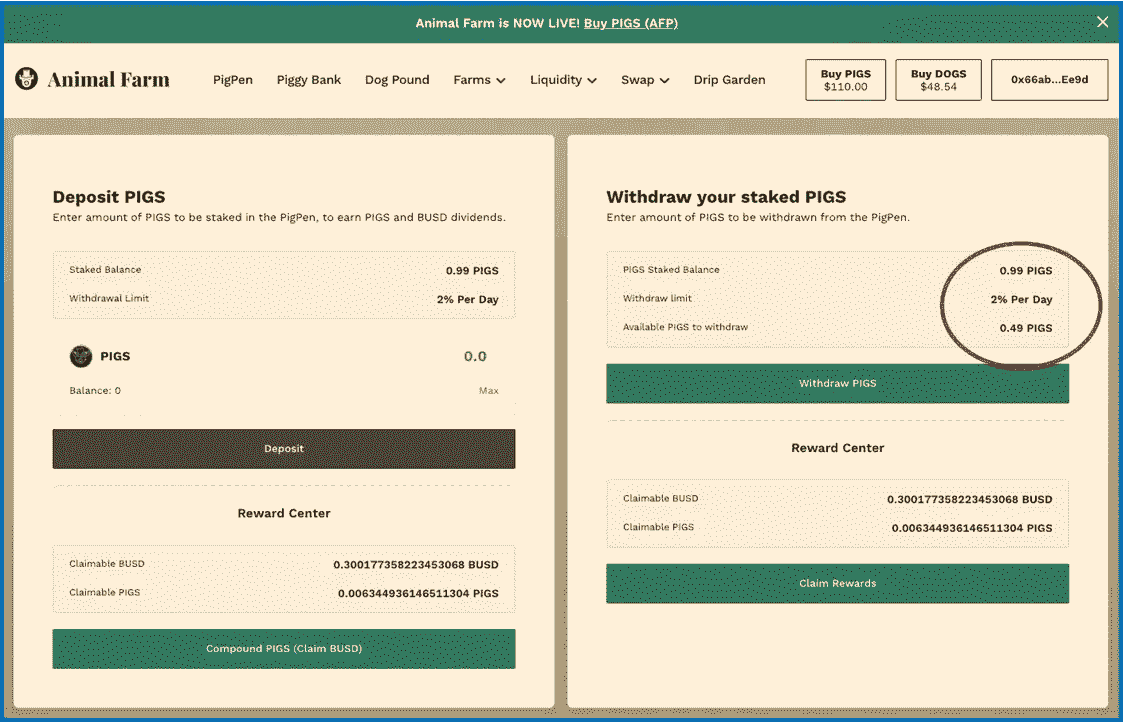 Animal Farm is NOW LIVE! Buy PIGS (AFP)
Animal Farm
PigPen
Piggy Bank
Dog Pound
Farms
Liquidity
Swap
Drip Garden
Buy PIGS
$110.00
Buy DOGS
$48.54
0x66ab...Ee9d
Deposit PIGS
Enter amount of PIGS to be staked in the PigPen, to earn PIGS and BUSD dividends.
Staked Balance 0.99 PIGS
Withdrawal Limit 2% Per Day
PIGS 0.0
Balance: 0 Max
Deposit
Reward Center
Claimable BUSD 0.300177358223453068 BUSD
Claimable PIGS 0.006344936146511304 PIGS
Compound PIGS (Claim BUSD)
Withdraw your staked PIGS
Enter amount of PIGS to be withdrawn from the PigPen.
PIGS Staked Balance 0.99 PIGS
Withdraw limit 2% Per Day
Available PIGS to withdraw 0.49 PIGS
Withdraw PIGS
Reward Center
Claimable BUSD 0.300177358223453068 BUSD
Claimable PIGS 0.006344936146511304 PIGS
Claim Rewards